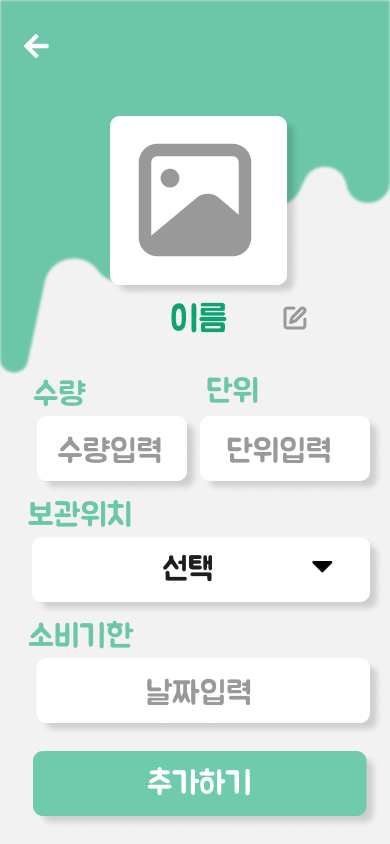 이름
수량 단위
수량입력 단위입력
보관위치
선택
소비기한
날짜입력
추가하기